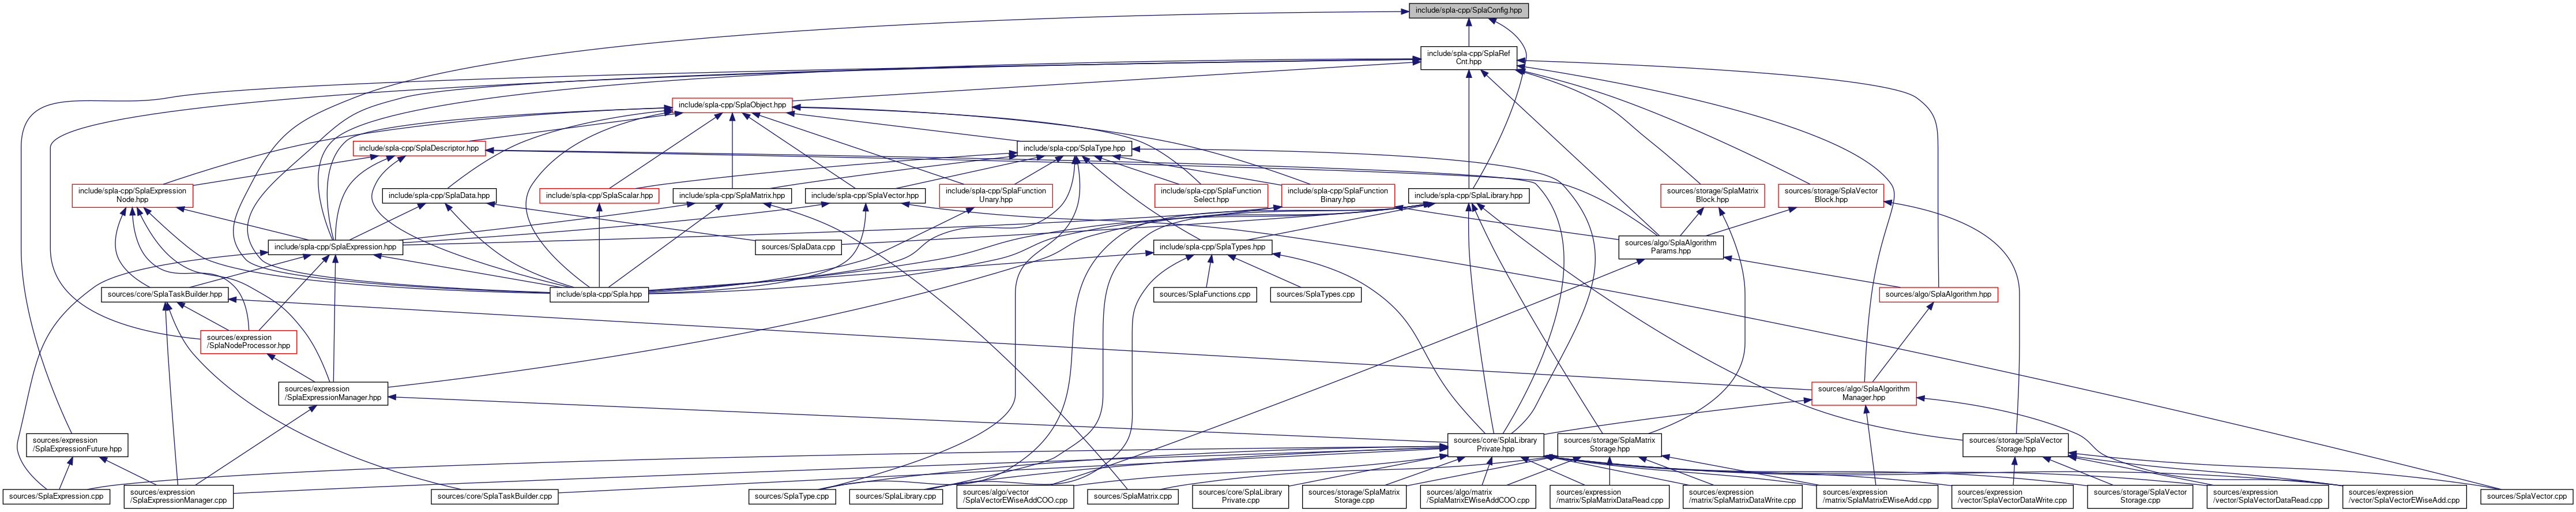 include/spla-cpp/SplaConfig.hpp
include/spla-cpp/SplaRef
Cnt.hpp
include/spla-cpp/SplaObject.hpp
include/spla-cpp/SplaDescriptor.hpp
include/spla-cpp/SplaType.hpp
include/spla-cpp/SplaExpression
Node.hpp
include/spla-cpp/SplaData.hpp
include/spla-cpp/SplaScalar.hpp
include/spla-cpp/SplaMatrix.hpp
include/spla-cpp/SplaVector.hpp
include/spla-cpp/SplaFunction
Unary.hpp
include/spla-cpp/SplaFunction
Select.hpp
include/spla-cpp/SplaFunction
Binary.hpp
include/spla-cpp/SplaLibrary.hpp
sources/storage/SplaMatrix
Block.hpp
sources/storage/SplaVector
Block.hpp
include/spla-cpp/SplaExpression.hpp
sources/SplaData.cpp
include/spla-cpp/SplaTypes.hpp
sources/algo/SplaAlgorithm
Params.hpp
sources/core/SplaTaskBuilder.hpp
include/spla-cpp/Spla.hpp
sources/SplaFunctions.cpp
sources/SplaTypes.cpp
sources/algo/SplaAlgorithm.hpp
sources/expression
/SplaNodeProcessor.hpp
sources/expression
/SplaExpressionManager.hpp
sources/algo/SplaAlgorithm
Manager.hpp
sources/expression
/SplaExpressionFuture.hpp
sources/core/SplaLibrary
Private.hpp
sources/storage/SplaMatrix
Storage.hpp
sources/storage/SplaVector
Storage.hpp
sources/SplaExpression.cpp
sources/expression
/SplaExpressionManager.cpp
sources/core/SplaTaskBuilder.cpp
sources/SplaType.cpp
sources/SplaLibrary.cpp
sources/algo/vector
/SplaVectorEWiseAddCOO.cpp
sources/SplaMatrix.cpp
sources/core/SplaLibrary
Private.cpp
sources/storage/SplaMatrix
Storage.cpp
sources/algo/matrix
/SplaMatrixEWiseAddCOO.cpp
sources/expression
/matrix/SplaMatrixDataRead.cpp
sources/expression
/matrix/SplaMatrixDataWrite.cpp
sources/expression
/matrix/SplaMatrixEWiseAdd.cpp
sources/expression
/vector/SplaVectorDataWrite.cpp
sources/storage/SplaVector
Storage.cpp
sources/expression
/vector/SplaVectorDataRead.cpp
sources/expression
/vector/SplaVectorEWiseAdd.cpp
sources/SplaVector.cpp